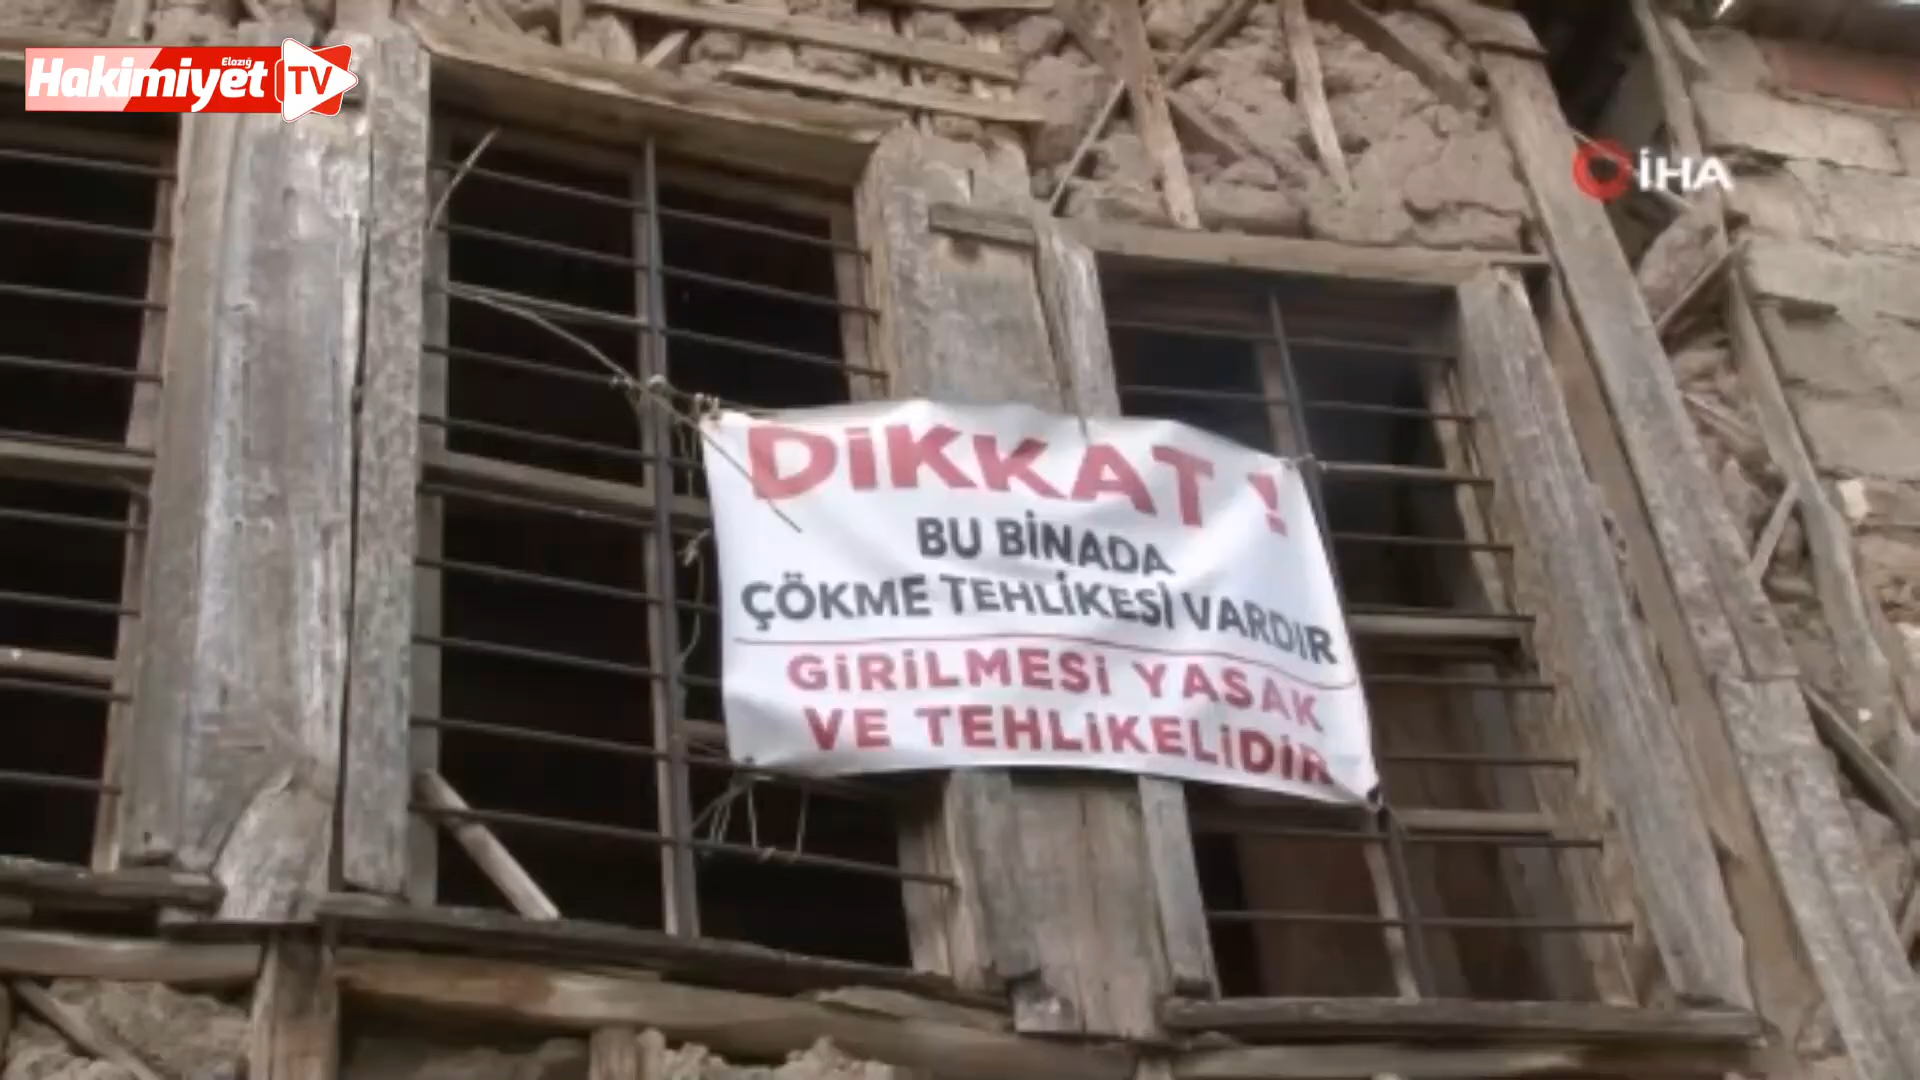 Elazığ
Hakimiyet TV
İHA
DİKKAT !
BU BİNADA
ÇÖKME TEHLİKESİ VARDIR
GİRİLMESİ YASAK
VE TEHLİKELİDİR